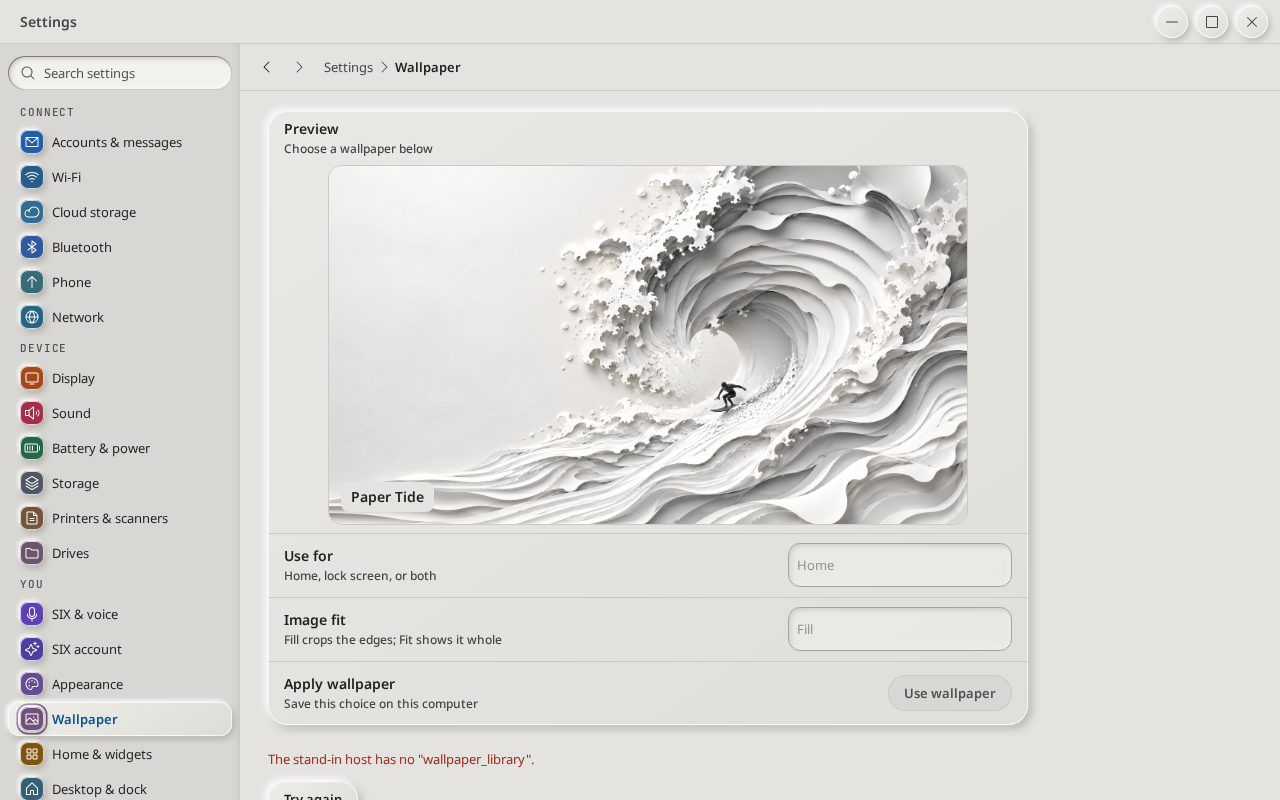 Settings
Search settings
CONNECT
Accounts & messages
Wi-Fi
Cloud storage
Bluetooth
Phone
Network
DEVICE
Display
Sound
Battery & power
Storage
Printers & scanners
Drives
YOU
SIX & voice
SIX account
Appearance
Wallpaper
Home & widgets
Desktop & dock
Settings
Wallpaper
Preview
Choose a wallpaper below
Paper Tide
Use for
Home, lock screen, or both
Home
Image fit
Fill crops the edges; Fit shows it whole
Fill
Apply wallpaper
Save this choice on this computer
Use wallpaper
The stand-in host has no "wallpaper_library".
Try again